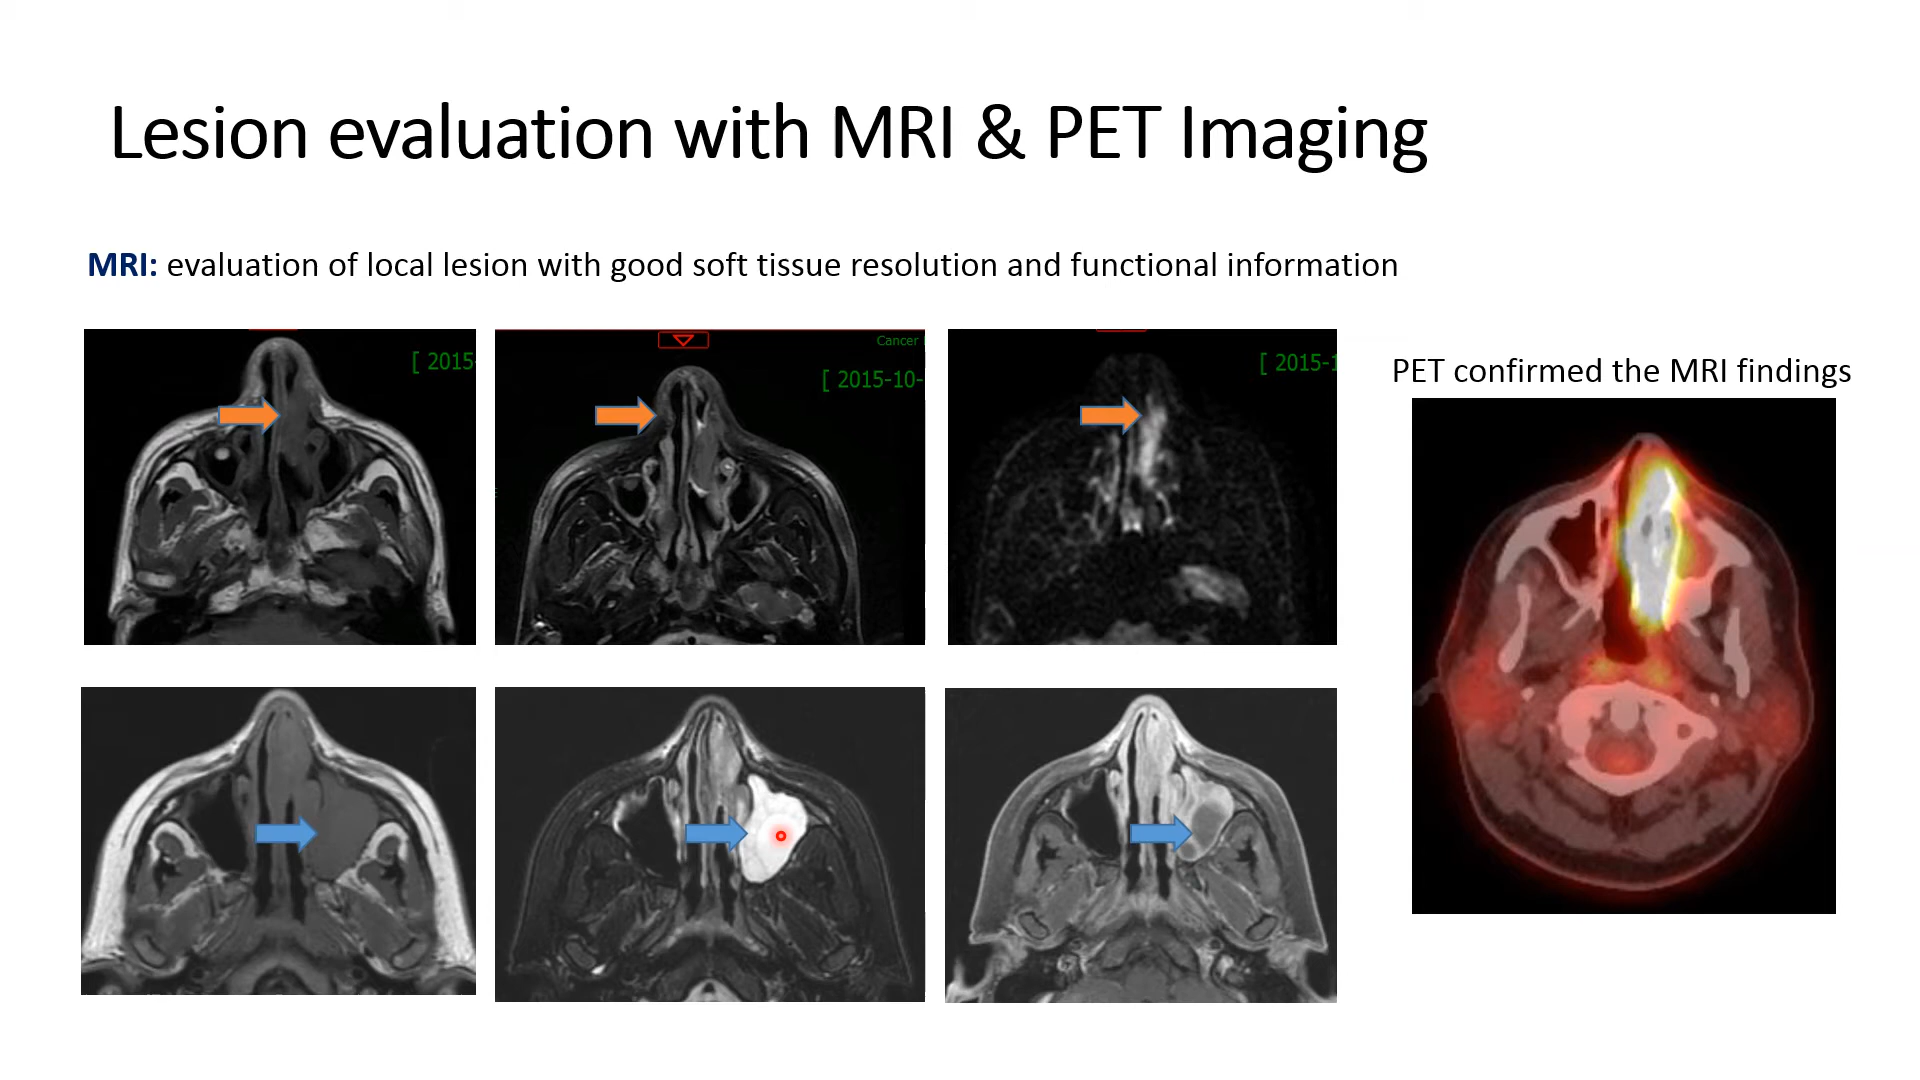 Lesion evaluation with MRI & PET Imaging
MRI: evaluation of local lesion with good soft tissue resolution and functional information
[ 2015-
Cancer
[ 2015-10-
[ 2015-1
PET confirmed the MRI findings